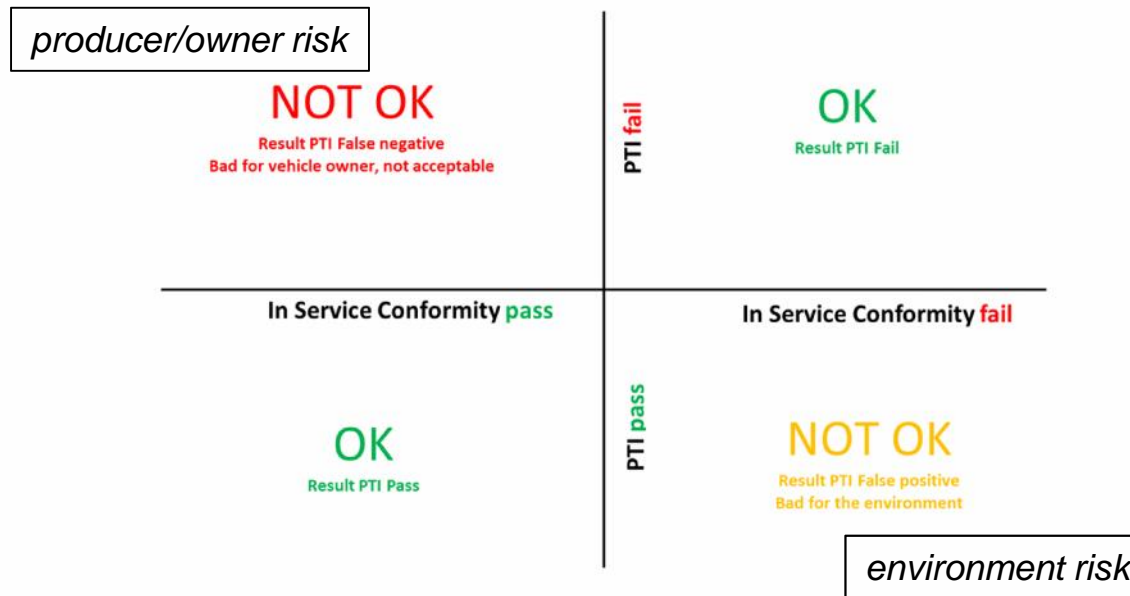 producer/owner risk
NOT OK
Result PTI False negative
Bad for vehicle owner, not acceptable
PTI fail
OK
Result PTI Fail
In Service Conformity pass
In Service Conformity fail
OK
Result PTI Pass
PTI pass
NOT OK
Result PTI False positive
Bad for the environment
environment risk